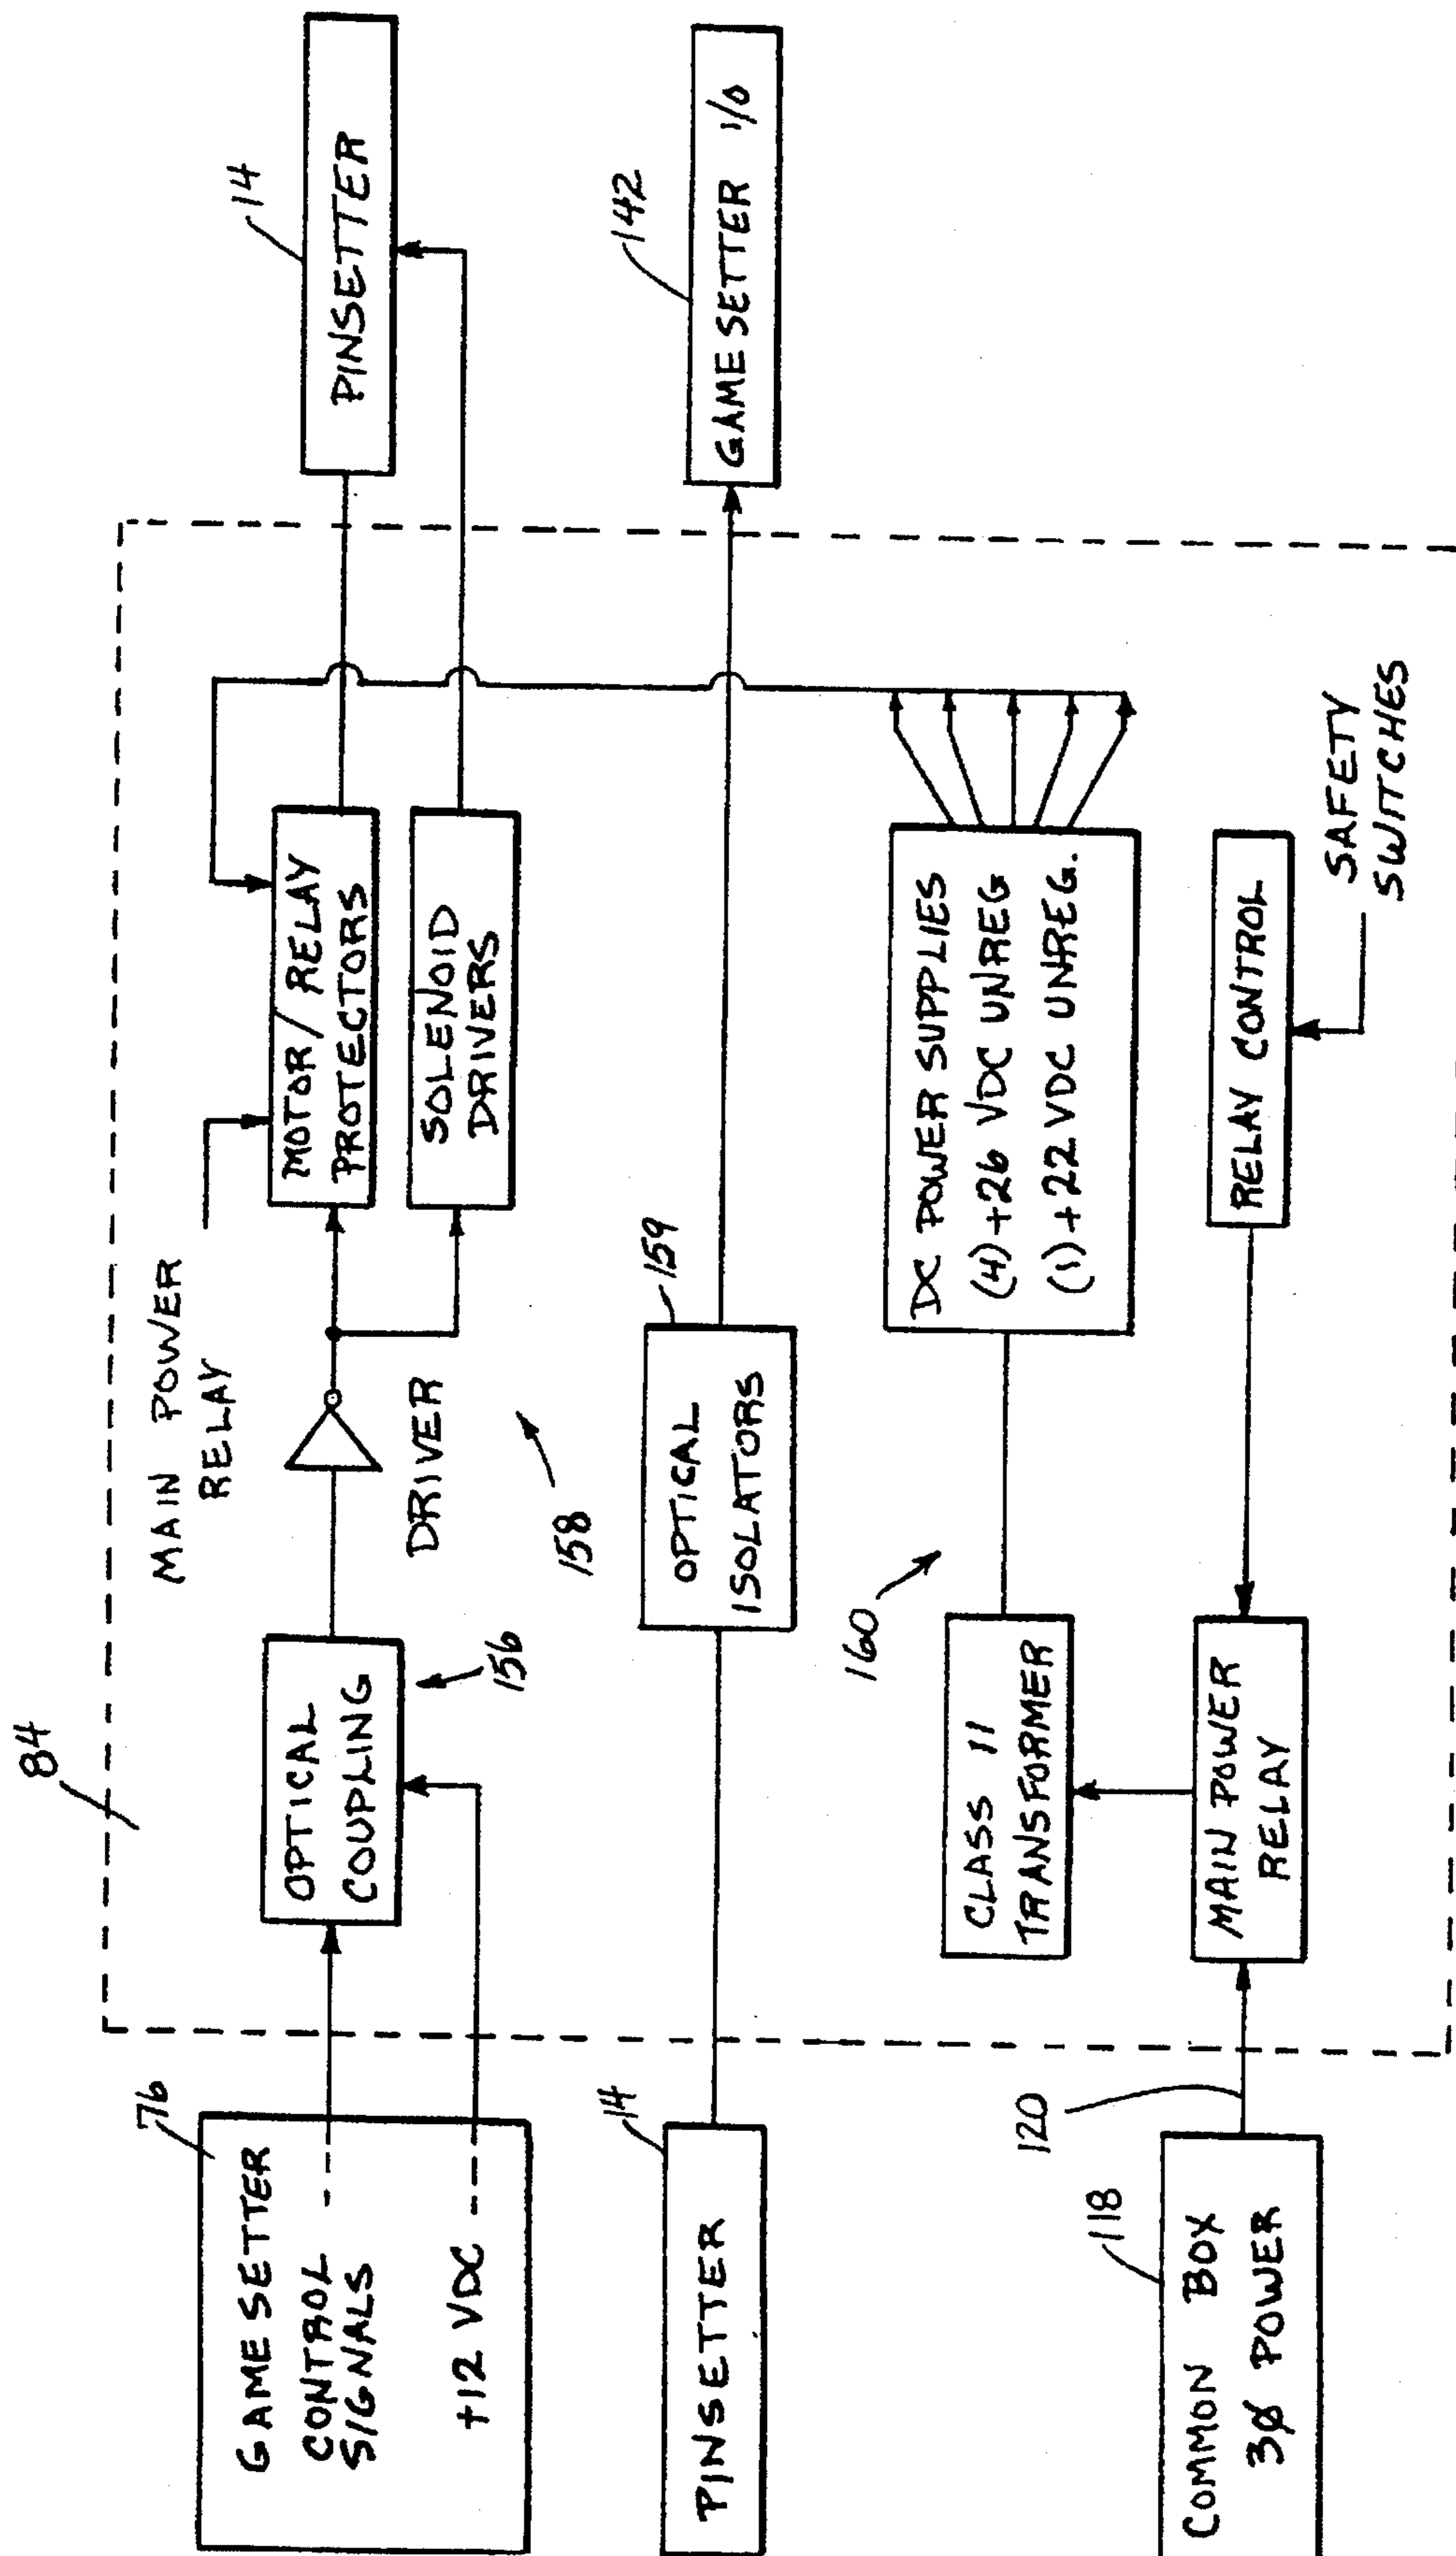 84
76
GAME SETTER
CONTROL
SIGNALS
+12 VDC
OPTICAL
COUPLING
156
MAIN POWER
RELAY
DRIVER
158
MOTOR/RELAY
PROTECTORS
SOLENOID
DRIVERS
14
PINSETTER
14
PINSETTER
OPTICAL
ISOLATORS
159
142
GAME SETTER I/O
160
CLASS II
TRANSFORMER
DC POWER SUPPLIES
(4)+26 VDC UNREG
(1)+22 VDC UNREG.
118
COMMON BOX
3Ø POWER
120
MAIN POWER
RELAY
RELAY CONTROL
SAFETY
SWITCHES